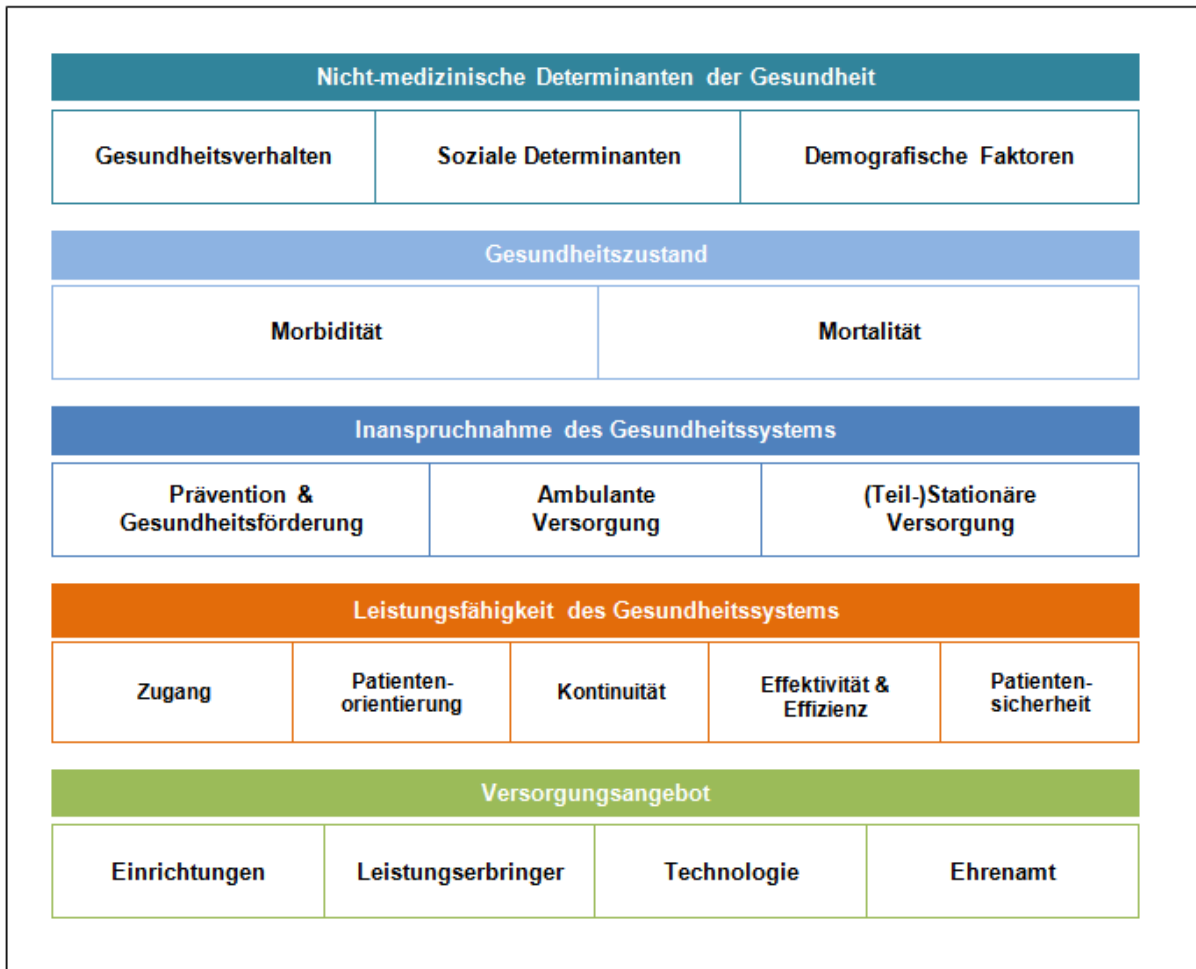 Nicht-medizinische Determinanten der Gesundheit
Gesundheitsverhalten
Soziale Determinanten
Demografische Faktoren
Gesundheitszustand
Morbidität
Mortalität
Inanspruchnahme des Gesundheitssystems
Prävention &
Gesundheitsförderung
Ambulante
Versorgung
(Teil-)Stationäre
Versorgung
Leistungsfähigkeit des Gesundheitssystems
Zugang
Patienten-
orientierung
Kontinuität
Effektivität &
Effizienz
Patienten-
sicherheit
Versorgungsangebot
Einrichtungen
Leistungserbringer
Technologie
Ehrenamt